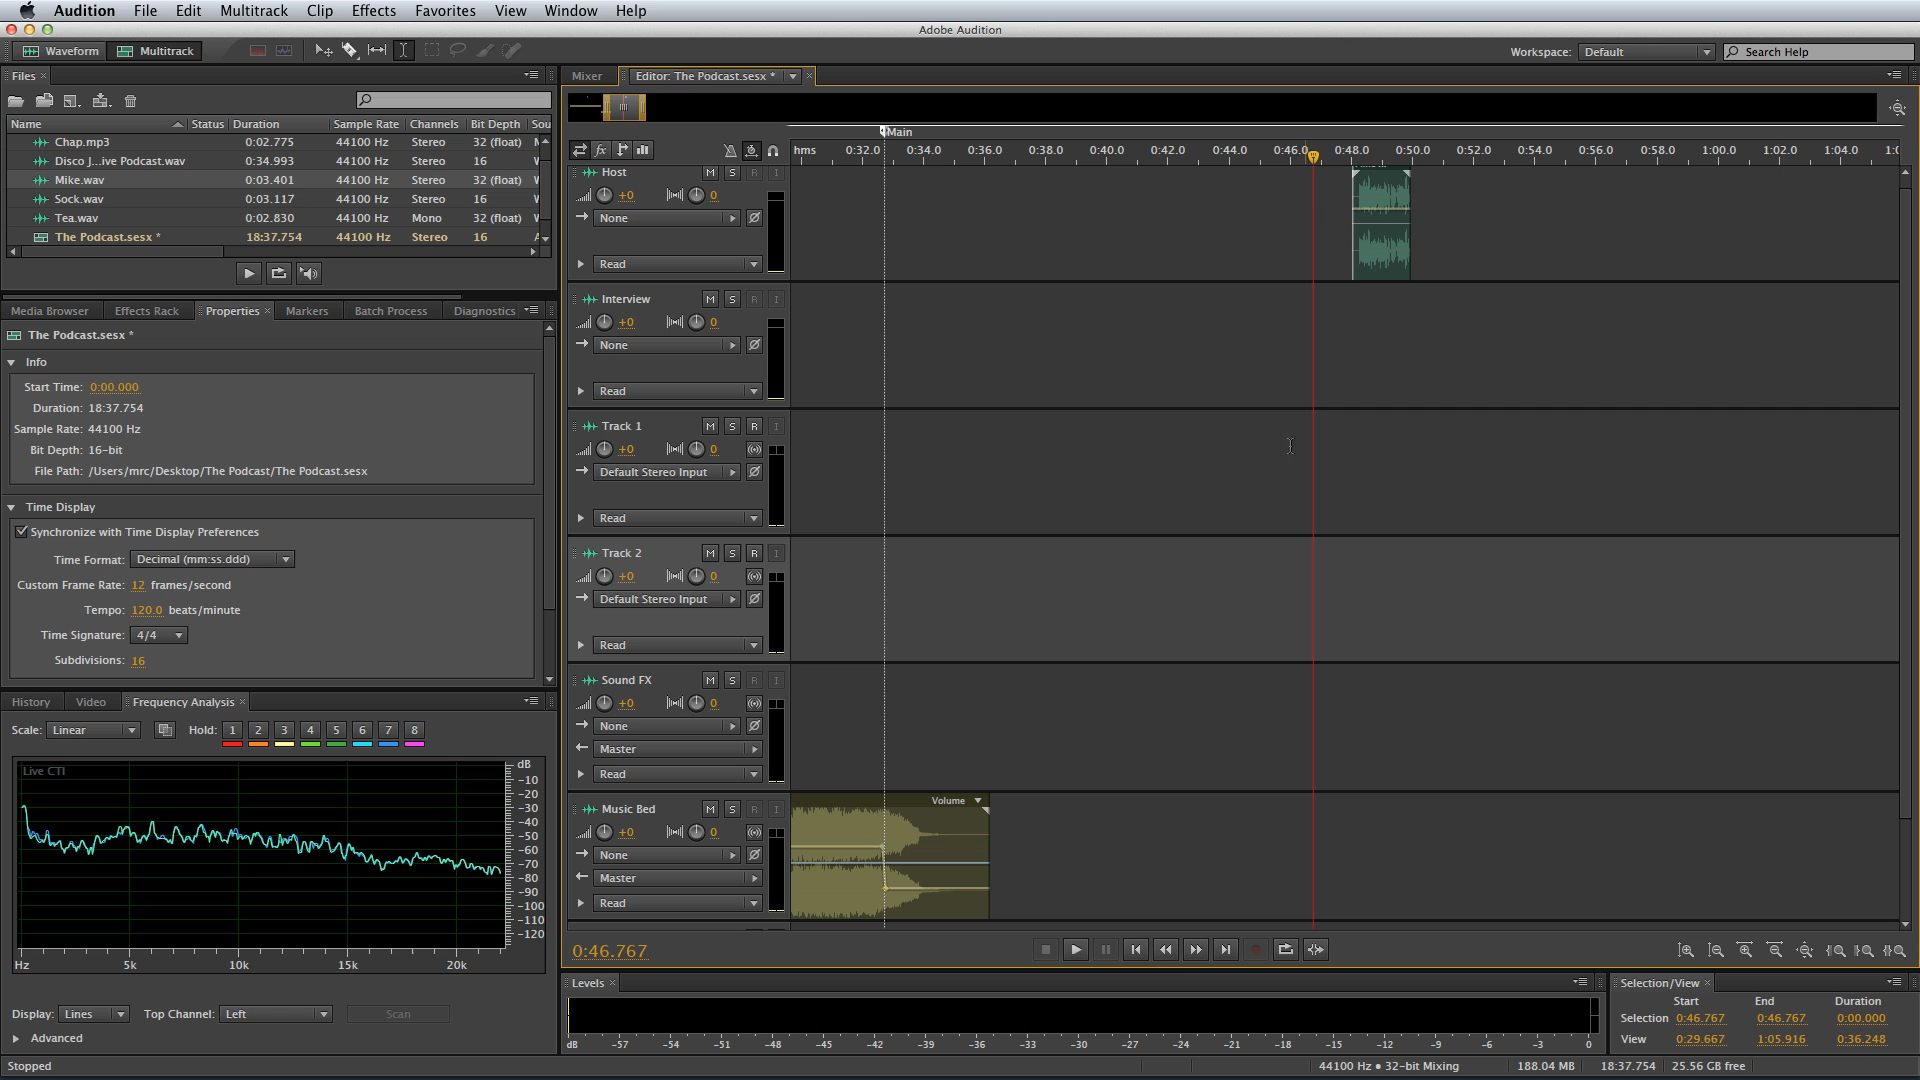 Audition File Edit Multitrack Clip Effects Favorites View Window Help
Adobe Audition
Waveform Multitrack Workspace: Default Search Help
Files Mixer Editor: The Podcast.sesx *
Name Status Duration Sample Rate Channels Bit Depth Sou
Chap.mp3 0:02.775 44100 Hz Stereo 32 (float)
Disco J...ive Podcast.wav 0:34.993 44100 Hz Stereo 16
Mike.wav 0:03.401 44100 Hz Stereo 32 (float)
Sock.wav 0:03.117 44100 Hz Stereo 16
Tea.wav 0:02.830 44100 Hz Mono 32 (float)
The Podcast.sesx * 18:37.754 44100 Hz Stereo 16
Media Browser Effects Rack Properties Markers Batch Process Diagnostics
The Podcast.sesx *
Info
Start Time: 0:00.000
Duration: 18:37.754
Sample Rate: 44100 Hz
Bit Depth: 16-bit
File Path: /Users/mrc/Desktop/The Podcast/The Podcast.sesx
Time Display
Synchronize with Time Display Preferences
Time Format: Decimal (mm:ss.ddd)
Custom Frame Rate: 12 frames/second
Tempo: 120.0 beats/minute
Time Signature: 4/4
Subdivisions: 16
History Video Frequency Analysis
Scale: Linear Hold: 1 2 3 4 5 6 7 8
Live CTI
dB
-10
-20
-30
-40
-50
-60
-70
-80
-90
-100
-110
-120
Hz 5k 10k 15k 20k
Display: Lines Top Channel: Left Scan
Advanced
Main
fx hms 0:32.0 0:34.0 0:36.0 0:38.0 0:40.0 0:42.0 0:44.0 0:46.0 0:48.0 0:50.0 0:52.0 0:54.0 0:56.0 0:58.0 1:00.0 1:02.0 1:04.0
Host M S R I
+0 0
None
Read
Interview M S R I
+0 0
None
Read
Track 1 M S R I
+0 0
Default Stereo Input
Read
Track 2 M S R I
+0 0
Default Stereo Input
Read
Sound FX M S R I
+0 0
None
Master
Read
Music Bed M S R I
+0 0
None
Master
Read
Volume
0:46.767
Levels
dB -57 -54 -51 -48 -45 -42 -39 -36 -33 -30 -27 -24 -21 -18 -15 -12 -9 -6 -3 0
Selection/View
Start End Duration
Selection 0:46.767 0:46.767 0:00.000
View 0:29.667 1:05.916 0:36.248
Stopped 44100 Hz • 32-bit Mixing 188.04 MB 18:37.754 25.56 GB free